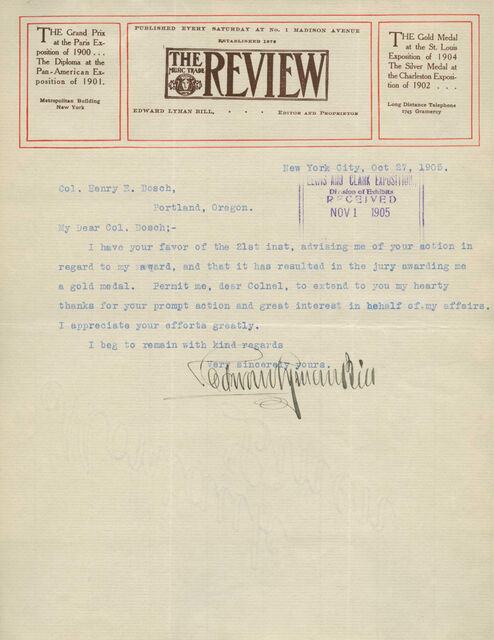 THE Grand Prix
at the Paris Ex-
position of 1900 . . .
The Diploma at the
Pan-American Ex-
position of 1901.
Metropolitan Building
New York
PUBLISHED EVERY SATURDAY AT No. 1 MADISON AVENUE
ESTABLISHED 1879
THE
MUSIC TRADE
REVIEW
EDWARD LYMAN BILL, - - - EDITOR AND PROPRIETOR
THE Gold Medal
at the St. Louis
Exposition of 1904
The Silver Medal at
the Charleston Exposi-
tion of 1902 . . .
Long Distance Telephone
1745 Gramercy
New York City, Oct 27, 1905.
LEWIS AND CLARK EXPOSITION
Division of Exhibits
RECEIVED
NOV 1 1905
Col. Henry E. Dosch,
Portland, Oregon.
My Dear Col. Dosch;-
I have your favor of the 21st inst, advising me of your action in
regard to my award, and that it has resulted in the jury awarding me
a gold medal. Permit me, dear Colnel, to extend to you my hearty
thanks for your prompt action and great interest in behalf of.my affairs.
I appreciate your efforts greatly.
I beg to remain with kind regards
Very sincerely yours.
Edward Lyman Bill